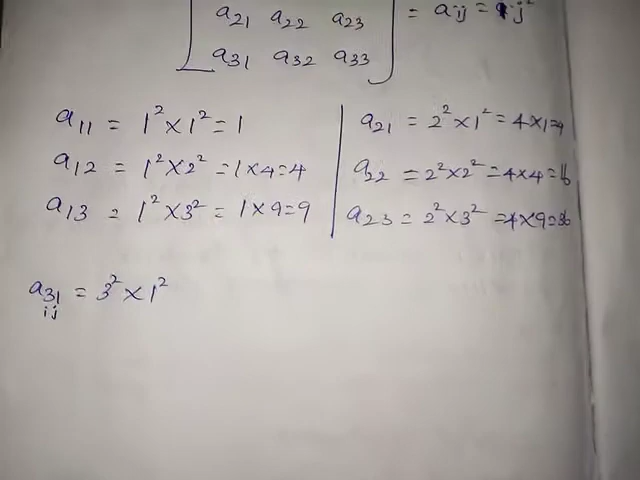 a21 a22 a23 = aij =
a31 a32 a33
a11 = 1² × 1² = 1
a12 = 1² × 2² = 1 × 4 = 4
a13 = 1² × 3² = 1 × 9 = 9
a21 = 2² × 1² = 4 × 1 = 4
a22 = 2² × 2² = 4 × 4 = 16
a23 = 2² × 3² = 4 × 9 = 36
a31 = 3² × 1²
ij